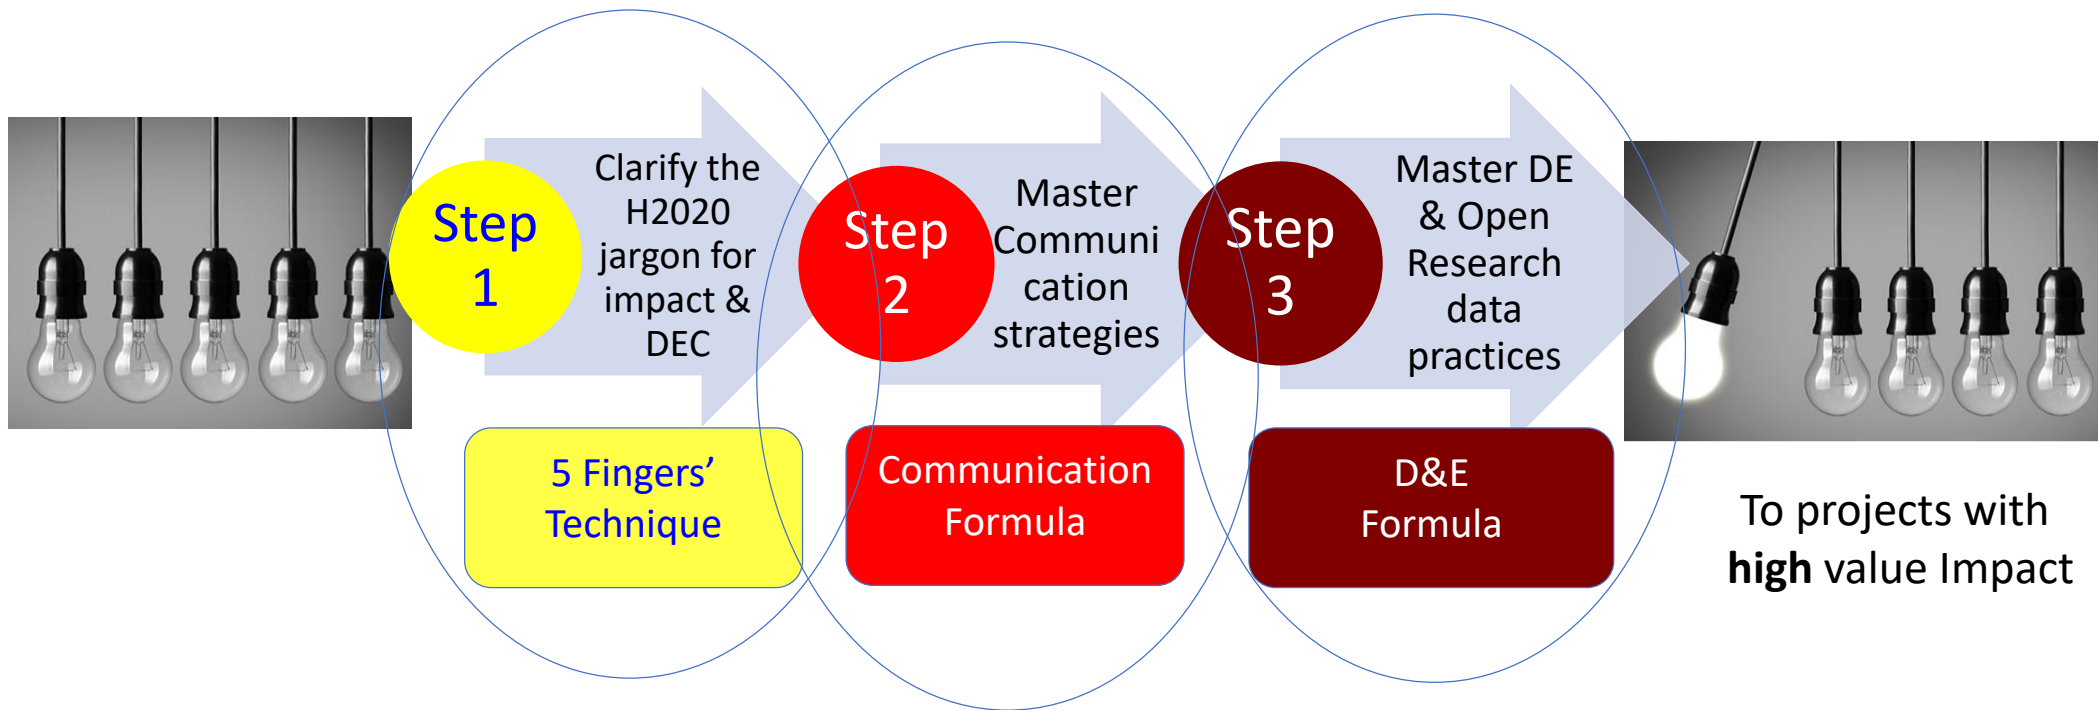 Step
1
Clarify the
H2020
jargon for
impact &
DEC
5 Fingers’
Technique
Step
2
Master
Communi
cation
strategies
Communication
Formula
Step
3
Master DE
& Open
Research
data
practices
D&E
Formula
To projects with
high value Impact